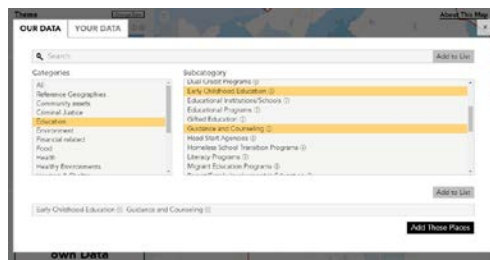 Theme
About This Map
OUR DATA YOUR DATA
Search
Add to List
Categories
All
Reference Geographies
Community assets
Criminal Justice
Education
Environment
Financial related
Food
Health
Healthy Environments
Subcategory
Dual Credit Programs
Early Childhood Education
Educational Institutions/Schools
Educational Programs
Gifted Education
Guidance and Counseling
Head Start Agencies
Homeless School Transition Programs
Literacy Programs
Migrant Education Programs
Add to List
Early Childhood Education Guidance and Counseling
Add These Places
own Data